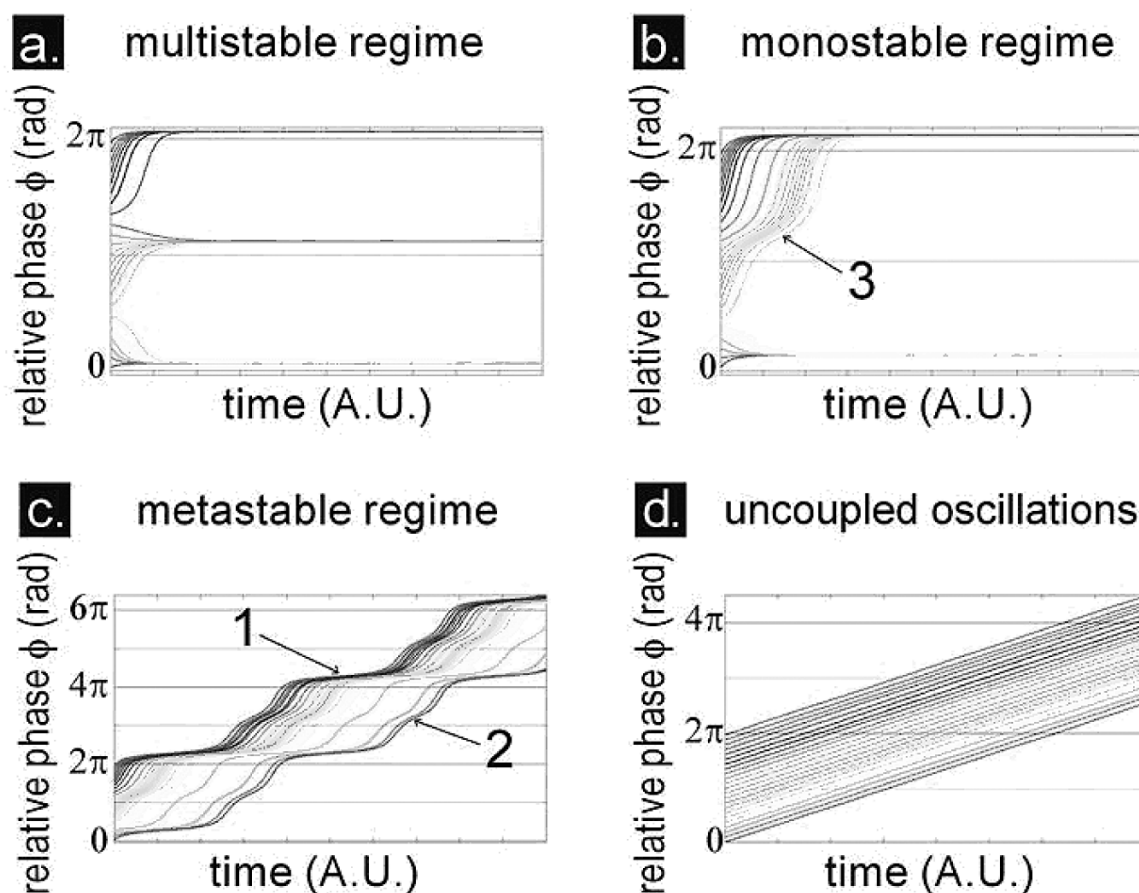 a. multistable regime
relative phase ϕ (rad)
2π
0
time (A.U.)
b. monostable regime
relative phase ϕ (rad)
2π
0
3
time (A.U.)
c. metastable regime
relative phase ϕ (rad)
6π
4π
2π
0
1
2
time (A.U.)
d. uncoupled oscillations
relative phase ϕ (rad)
4π
2π
0
time (A.U.)